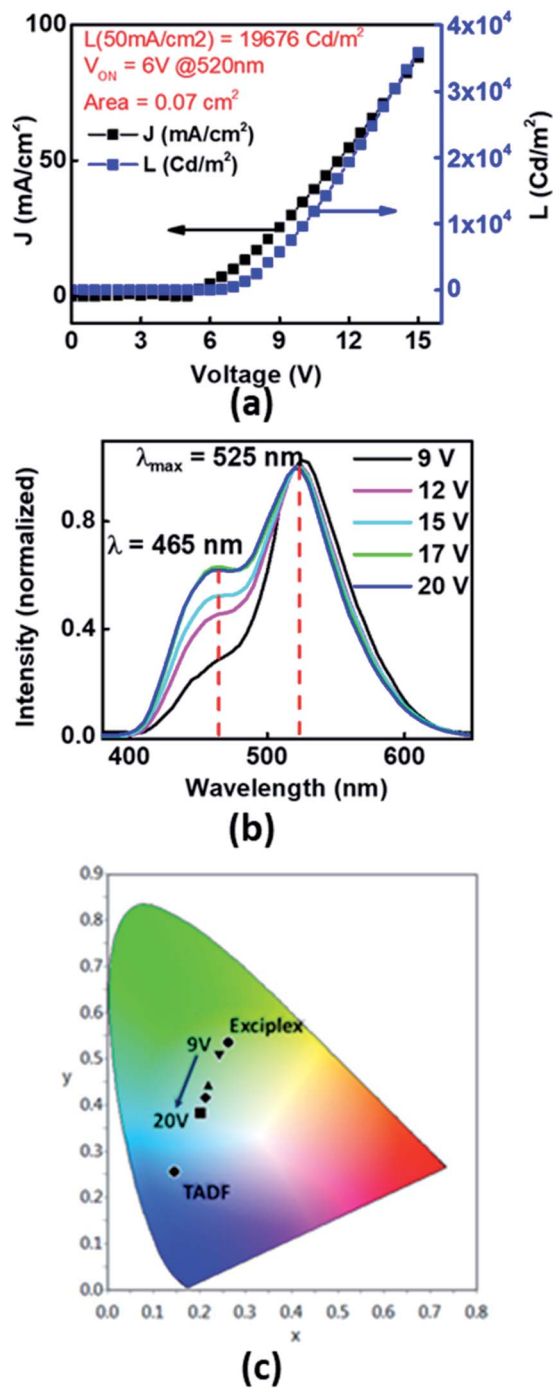 L(50mA/cm2) = 19676 Cd/m²
V_ON = 6V @520nm
Area = 0.07 cm²
J (mA/cm²)
L (Cd/m²)
100
50
0
J (mA/cm²)
4x10⁴
3x10⁴
2x10⁴
1x10⁴
0
L (Cd/m²)
0 3 6 9 12 15
Voltage (V)
(a)
λmax = 525 nm
λ = 465 nm
9 V
12 V
15 V
17 V
20 V
0.8
0.4
0.0
Intensity (normalized)
400 500 600
Wavelength (nm)
(b)
0.9
0.8
0.7
0.6
0.5
0.4
0.3
0.2
0.1
0.0
y
Exciplex
9V
20V
TADF
0.0 0.1 0.2 0.3 0.4 0.5 0.6 0.7 0.8
x
(c)